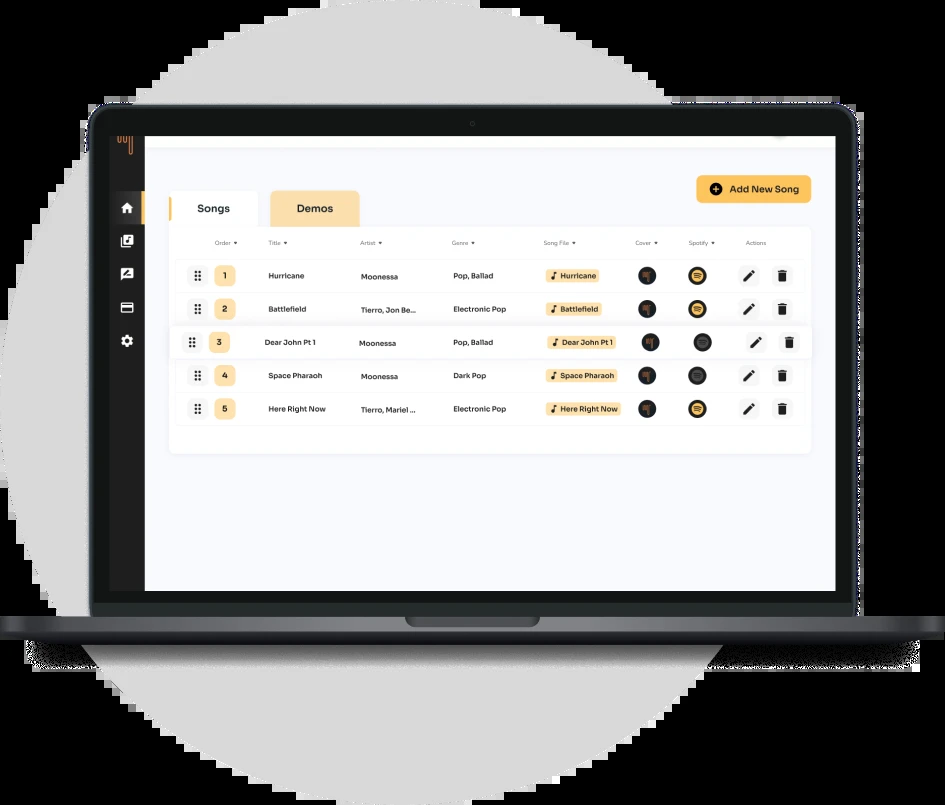 Add New Song
Songs Demos
Order Title Artist Genre Song File Cover Spotify Actions
1 Hurricane Moonessa Pop, Ballad Hurricane
2 Battlefield Tierro, Jon Be... Electronic Pop Battlefield
3 Dear John Pt 1 Moonessa Pop, Ballad Dear John Pt 1
4 Space Pharaoh Moonessa Dark Pop Space Pharaoh
5 Here Right Now Tierro, Mariel ... Electronic Pop Here Right Now